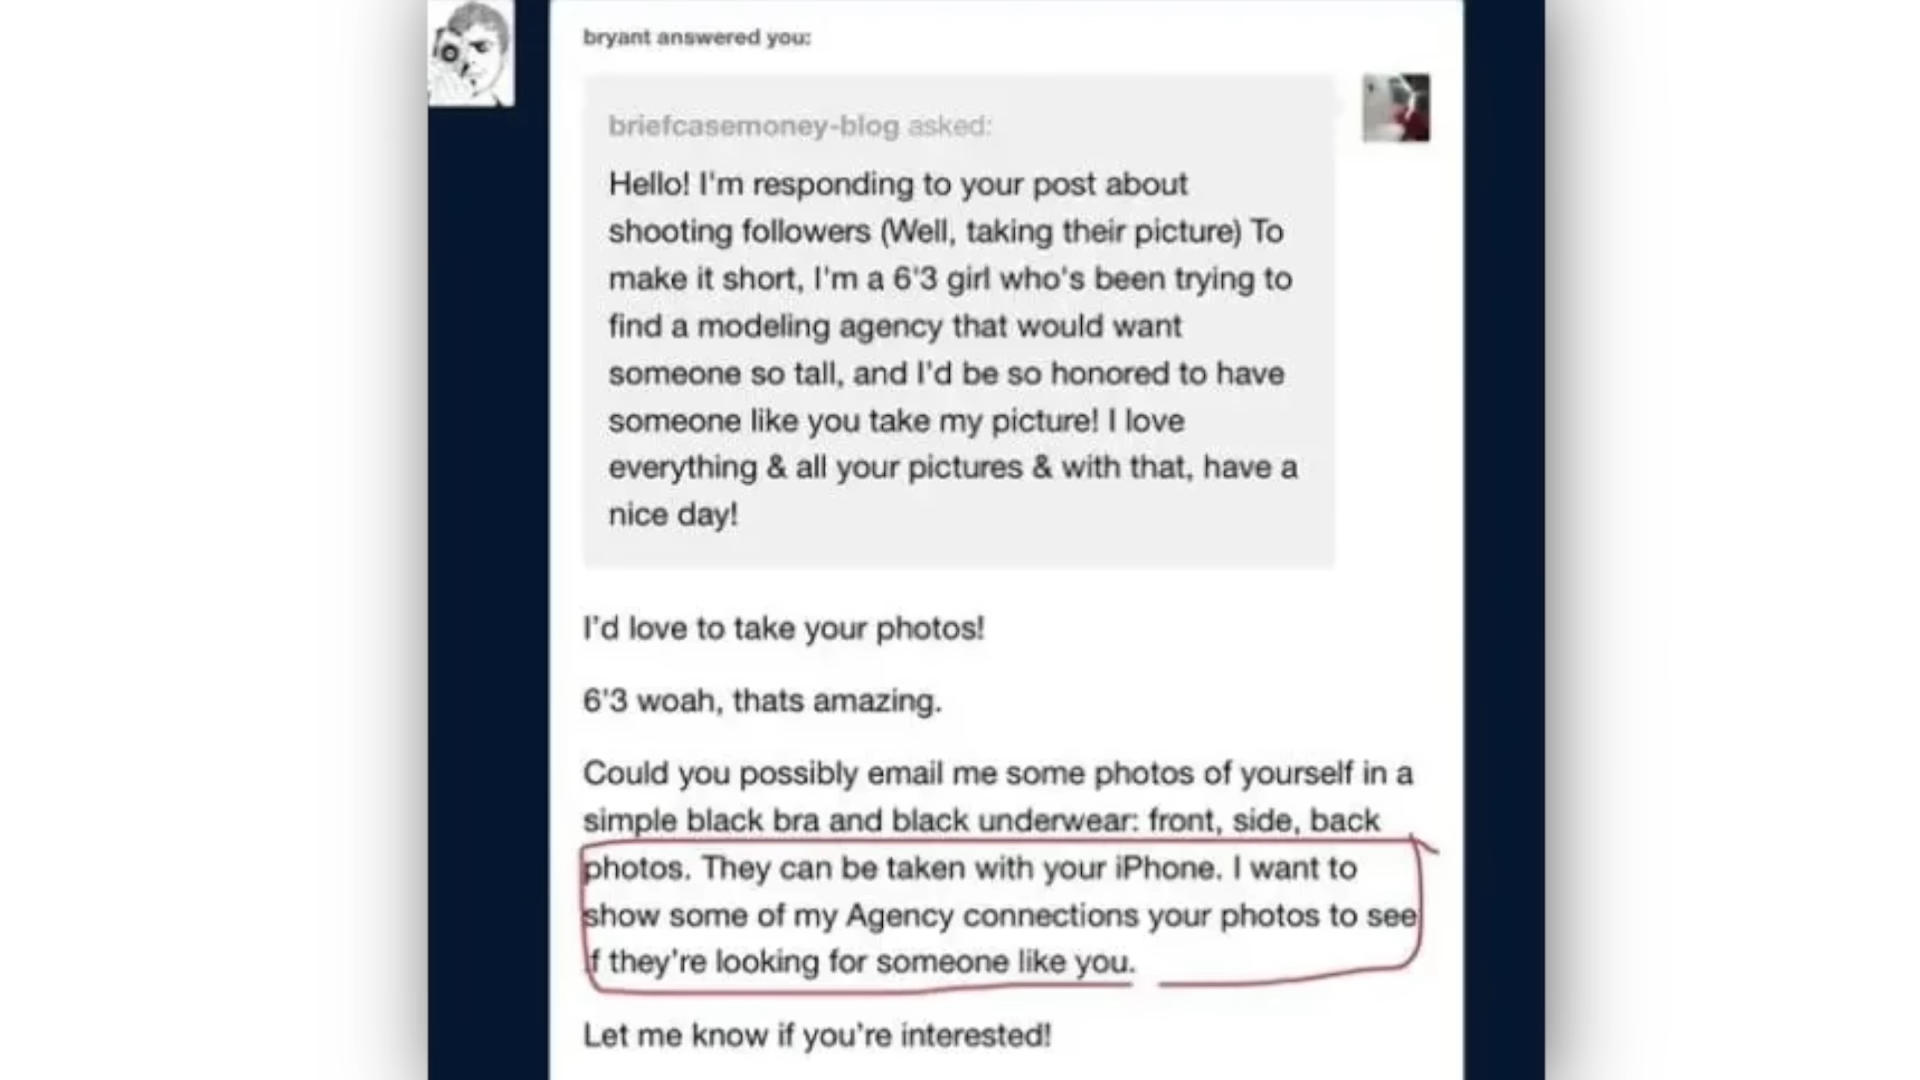 bryant answered you:
briefcasemoney-blog asked:
Hello! I'm responding to your post about
shooting followers (Well, taking their picture) To
make it short, I'm a 6'3 girl who's been trying to
find a modeling agency that would want
someone so tall, and I'd be so honored to have
someone like you take my picture! I love
everything & all your pictures & with that, have a
nice day!
I'd love to take your photos!
6'3 woah, thats amazing.
Could you possibly email me some photos of yourself in a
simple black bra and black underwear: front, side, back
photos. They can be taken with your iPhone. I want to
show some of my Agency connections your photos to see
if they're looking for someone like you.
Let me know if you're interested!